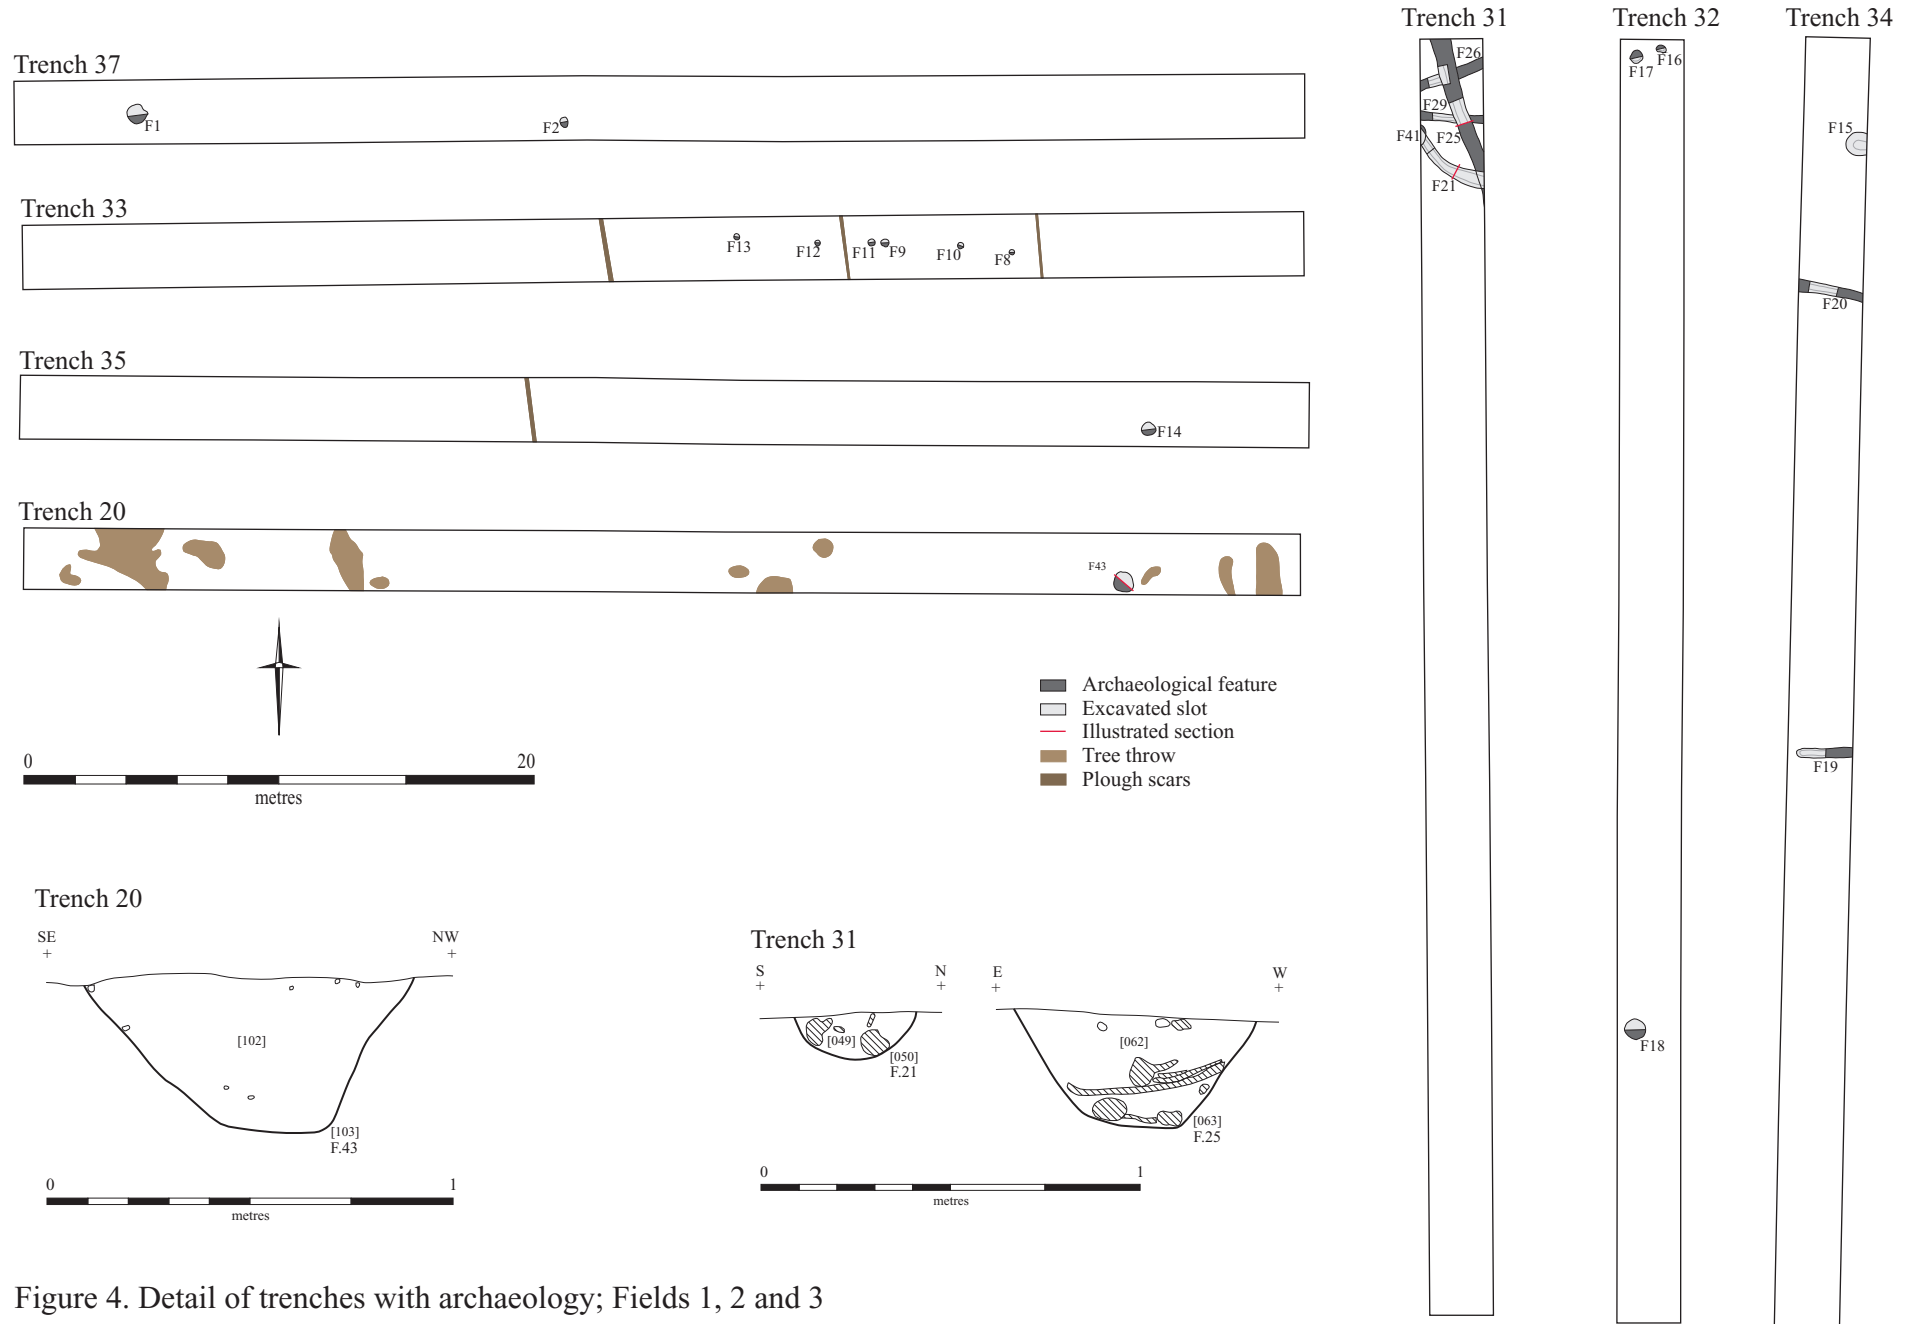 Trench 37
F1
F2
Trench 33
F13
F12
F11
F9
F10
F8
Trench 35
F14
Trench 20
F43
0
20
metres
Archaeological feature
Excavated slot
Illustrated section
Tree throw
Plough scars
Trench 31
F26
F29
F41
F25
F21
Trench 32
F17
F16
F18
Trench 34
F15
F20
F19
Trench 20
SE
NW
+
+
[102]
[103]
F.43
0
1
metres
Trench 31
S
N
E
W
+
+
+
+
[049]
[050]
F.21
[062]
[063]
F.25
0
1
metres
Figure 4. Detail of trenches with archaeology; Fields 1, 2 and 3